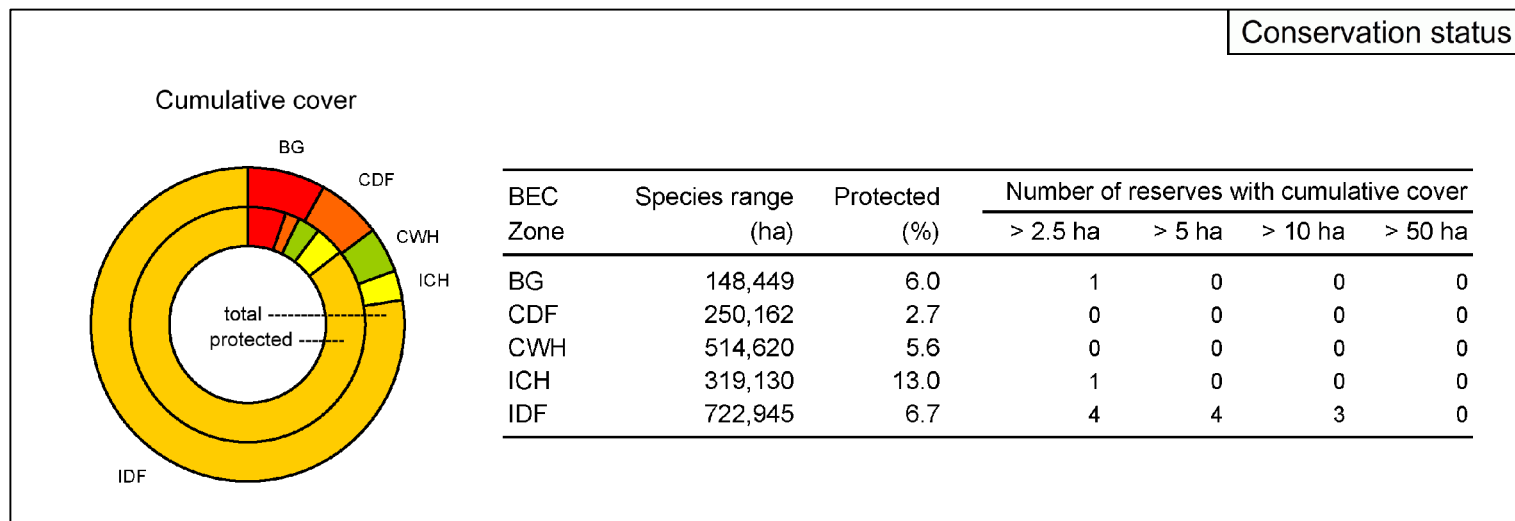 Conservation status
Cumulative cover
BG
CDF
CWH
ICH
total
protected
IDF
BEC Species range Protected Number of reserves with cumulative cover
Zone (ha) (%) > 2.5 ha > 5 ha > 10 ha > 50 ha
BG 148,449 6.0 1 0 0 0
CDF 250,162 2.7 0 0 0 0
CWH 514,620 5.6 0 0 0 0
ICH 319,130 13.0 1 0 0 0
IDF 722,945 6.7 4 4 3 0